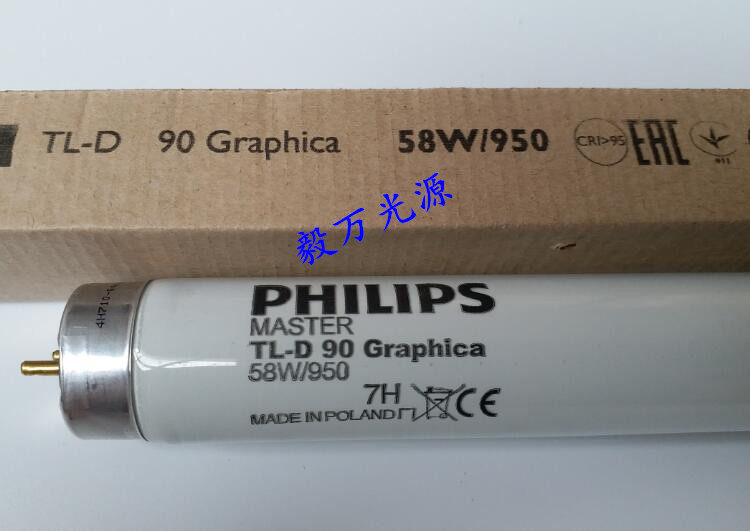 TL-D 90 Graphica 58W/950 CRI>95 EAC
毅万光源
4H710
PHILIPS
MASTER
TL-D 90 Graphica
58W/950
7H
MADE IN POLAND CE